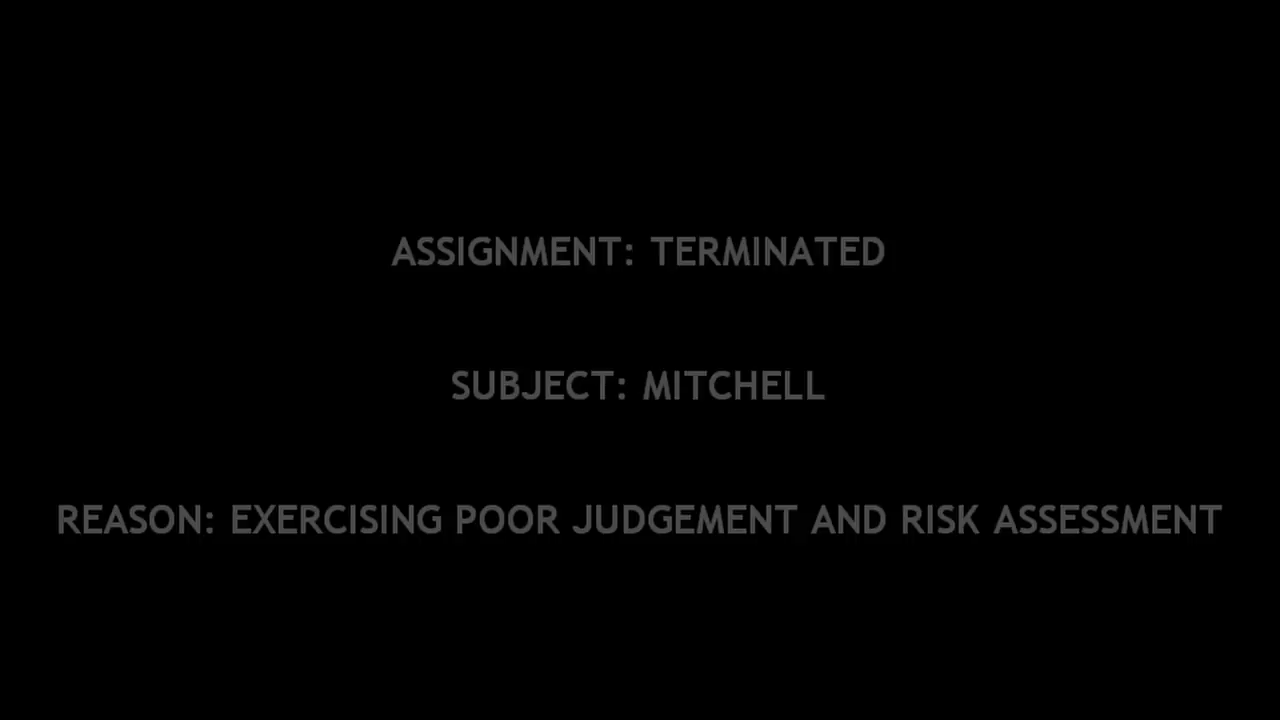 ASSIGNMENT: TERMINATED
SUBJECT: MITCHELL
REASON: EXERCISING POOR JUDGEMENT AND RISK ASSESSMENT